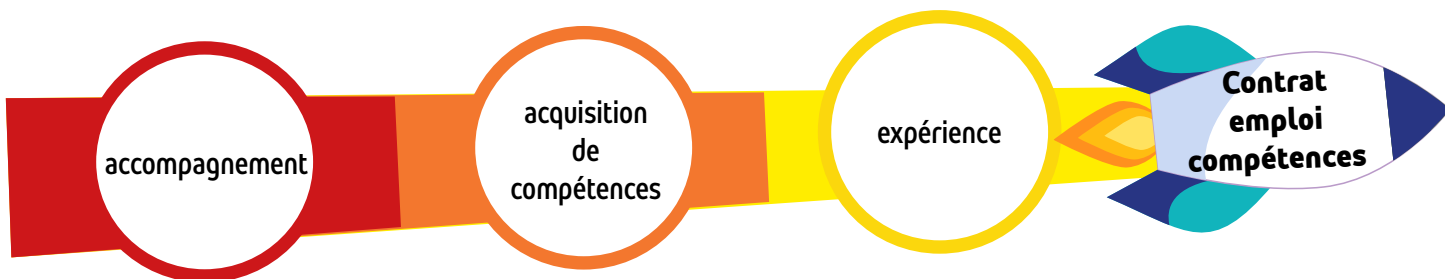 accompagnement
acquisition
de
compétences
expérience
Contrat
emploi
compétences